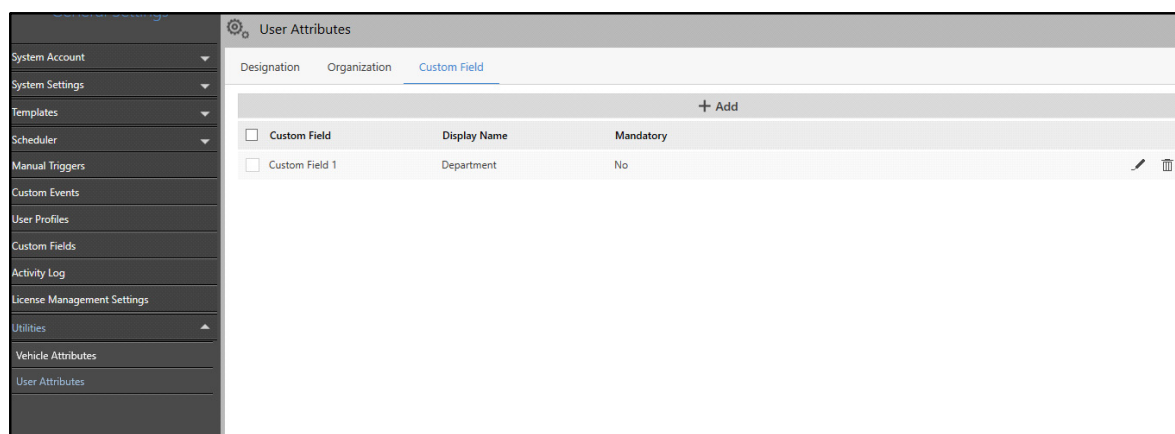 General Settings
System Account
System Settings
Templates
Scheduler
Manual Triggers
Custom Events
User Profiles
Custom Fields
Activity Log
License Management Settings
Utilities
Vehicle Attributes
User Attributes
User Attributes
Designation Organization Custom Field
+ Add
Custom Field Display Name Mandatory
Custom Field 1 Department No